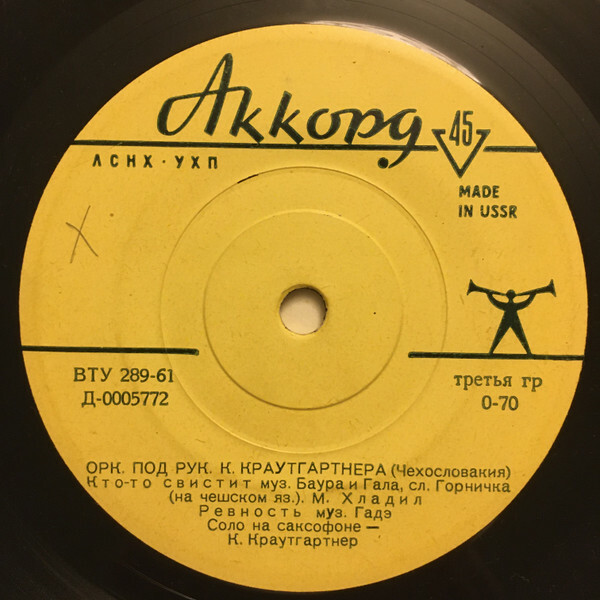 Аккорд
45
ЛСНХ·УХП
MADE
IN USSR
X
ВТУ 289-61
Д-0005772
третья гр
0-70
ОРК. ПОД РУК. К. КРАУТГАРТНЕРА (Чехословакия)
Кто-то свистит муз. Баура и Гала, сл. Горничка
(на чешском яз.). М. Хладил
Ревность муз. Гадэ
Соло на саксофоне —
К. Краутгартнер